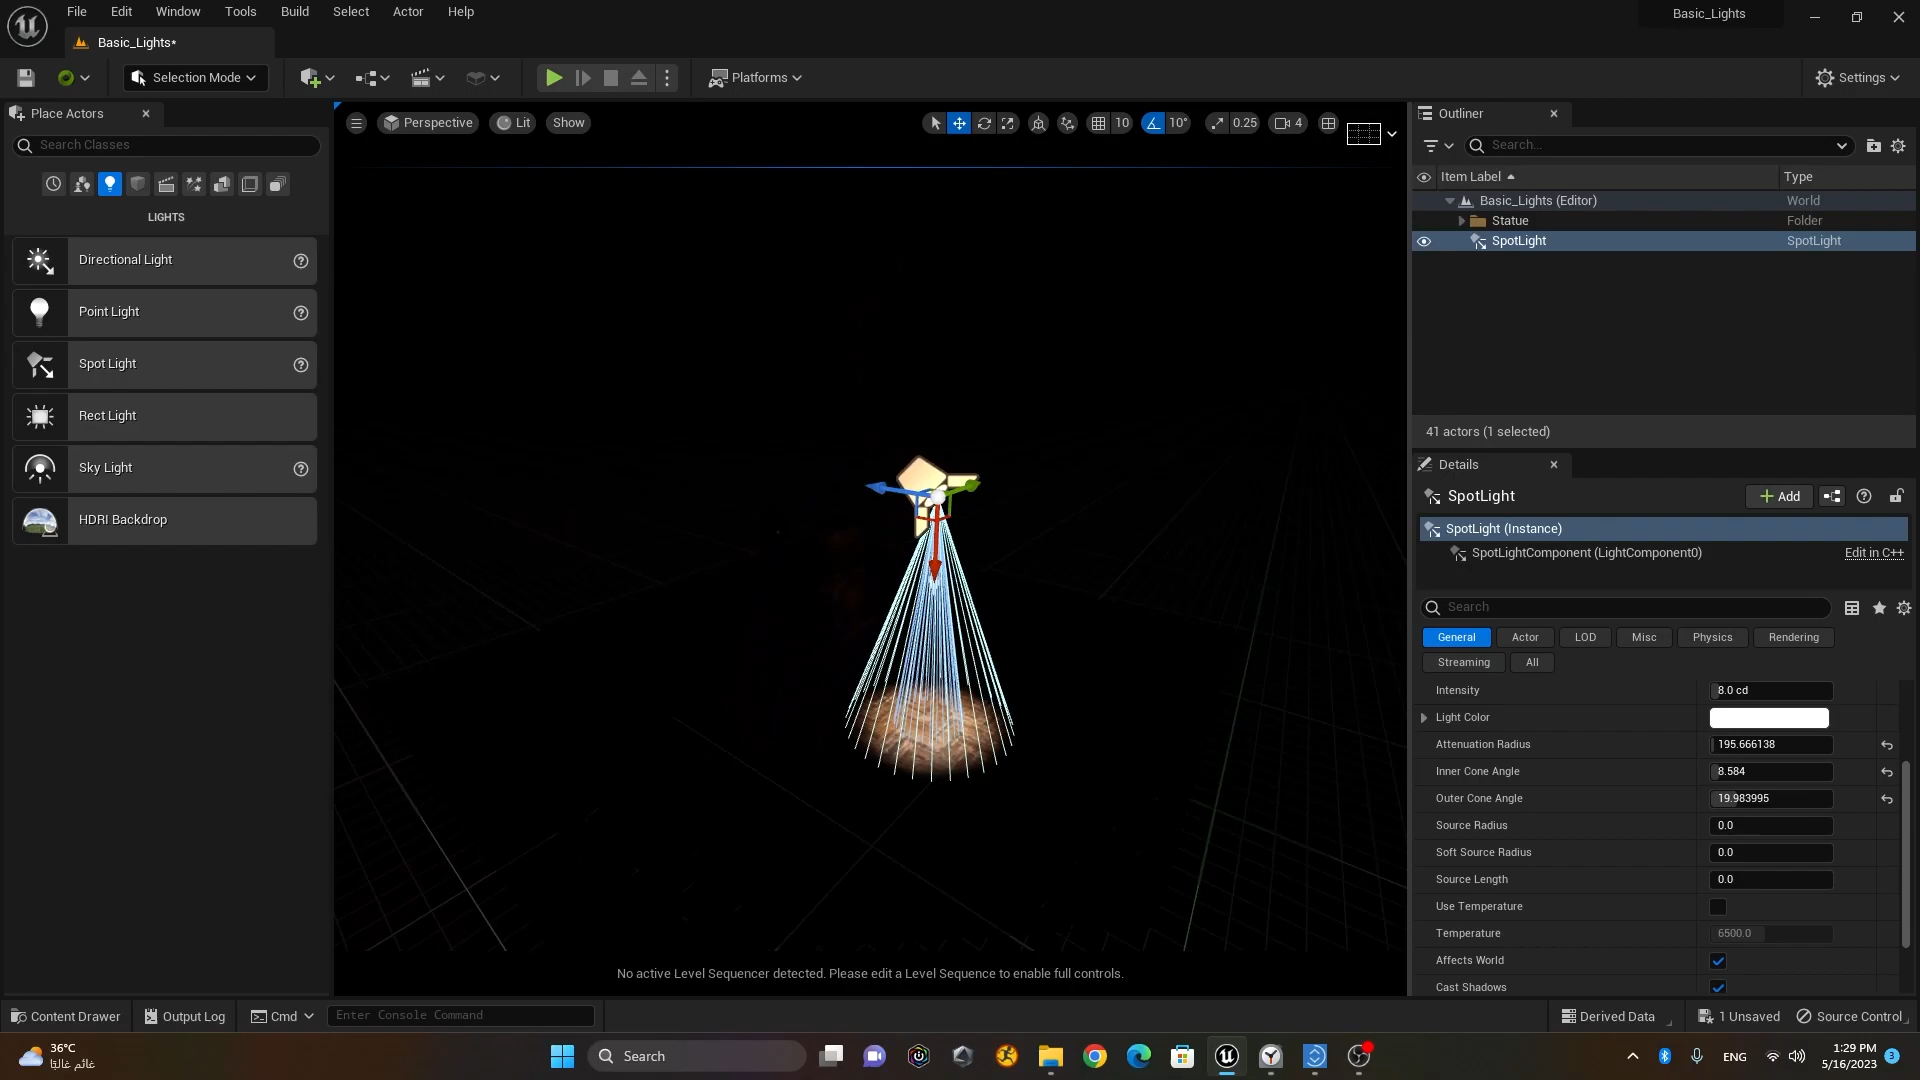 File Edit Window Tools Build Select Actor Help
Basic_Lights
Basic_Lights*
Selection Mode
Platforms
Settings
Place Actors
Search Classes
LIGHTS
Directional Light
Point Light
Spot Light
Rect Light
Sky Light
HDRI Backdrop
Perspective Lit Show
10 10° 0.25 4
No active Level Sequencer detected. Please edit a Level Sequence to enable full controls.
Outliner
Search...
Item Label Type
Basic_Lights (Editor) World
Statue Folder
SpotLight SpotLight
41 actors (1 selected)
Details
SpotLight
Add
SpotLight (Instance)
SpotLightComponent (LightComponent0) Edit in C++
Search
General Actor LOD Misc Physics Rendering
Streaming All
Intensity 8.0 cd
Light Color
Attenuation Radius 195.666138
Inner Cone Angle 8.584
Outer Cone Angle 19.983995
Source Radius 0.0
Soft Source Radius 0.0
Source Length 0.0
Use Temperature
Temperature 6500.0
Affects World
Cast Shadows
Content Drawer Output Log Cmd Enter Console Command
Derived Data 1 Unsaved Source Control
36°C
غائم غالبًا
Search
ENG
1:29 PM
5/16/2023
3